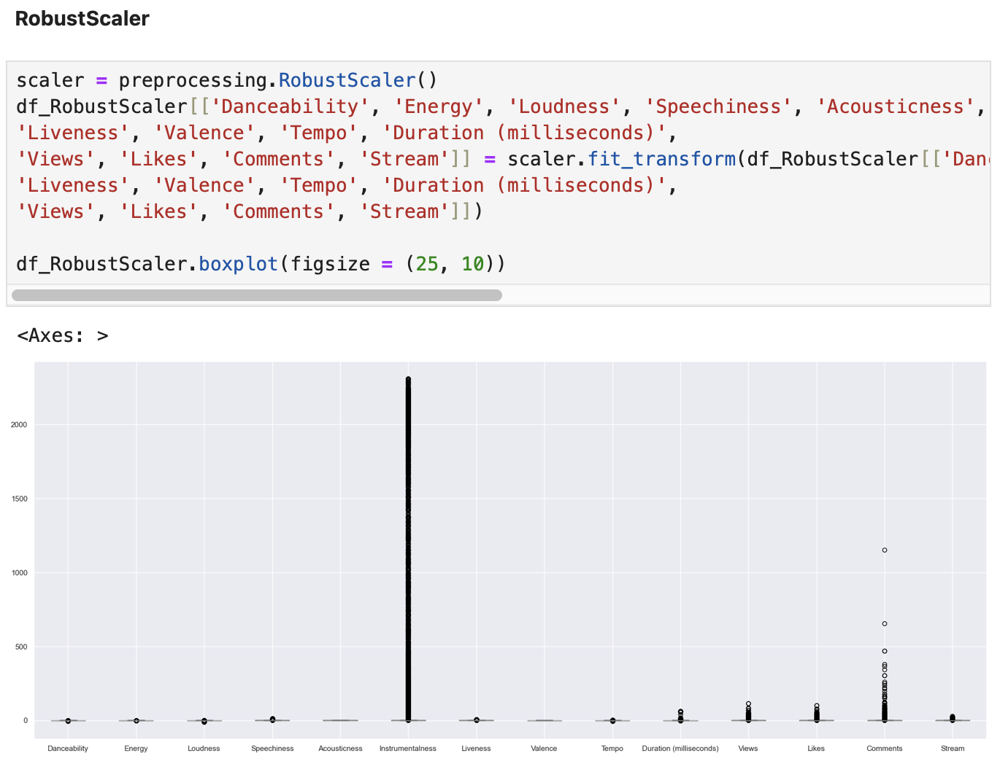 RobustScaler
scaler = preprocessing.RobustScaler()
df_RobustScaler[['Danceability', 'Energy', 'Loudness', 'Speechiness', 'Acousticness',
'Liveness', 'Valence', 'Tempo', 'Duration (milliseconds)',
'Views', 'Likes', 'Comments', 'Stream']] = scaler.fit_transform(df_RobustScaler[['Dan
'Liveness', 'Valence', 'Tempo', 'Duration (milliseconds)',
'Views', 'Likes', 'Comments', 'Stream']])
df_RobustScaler.boxplot(figsize = (25, 10))
<Axes: >
2000
1500
1000
500
0
Danceability Energy Loudness Speechiness Acousticness Instrumentalness Liveness Valence Tempo Duration (milliseconds) Views Likes Comments Stream